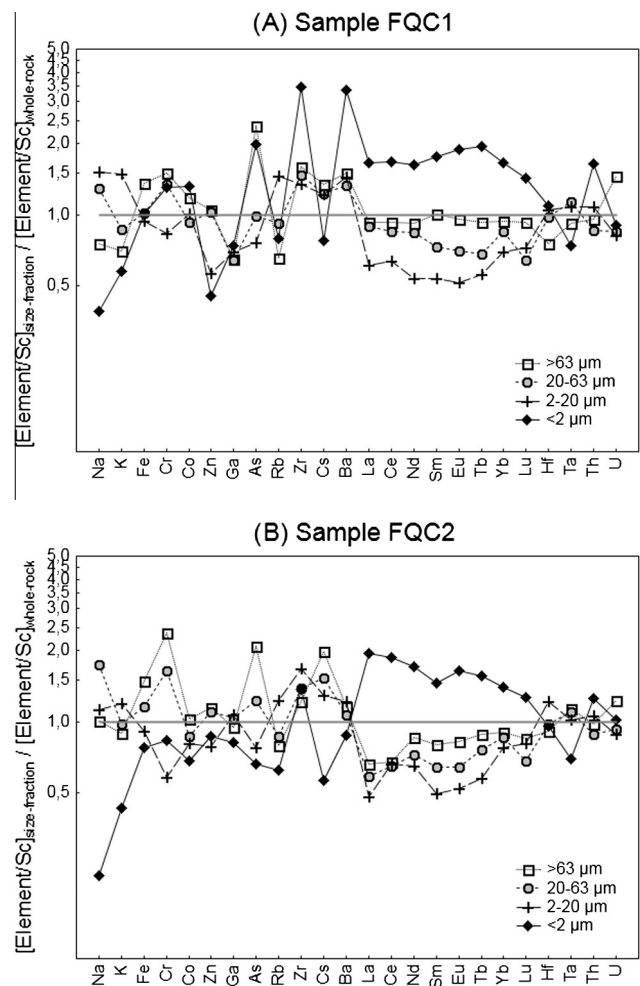 (A) Sample FQC1
[Element/Sc]size-fraction / [Element/Sc]whole-rock
5,0
4,5
4,0
3,5
3,0
2,5
2,0
1,5
1,0
0,5
>63 µm
20-63 µm
2-20 µm
<2 µm
Na K Fe Cr Co Zn Ga As Rb Zr Cs Ba La Ce Nd Sm Eu Tb Yb Lu Hf Ta Th U
(B) Sample FQC2
[Element/Sc]size-fraction / [Element/Sc]whole-rock
5,0
4,5
4,0
3,5
3,0
2,5
2,0
1,5
1,0
0,5
>63 µm
20-63 µm
2-20 µm
<2 µm
Na K Fe Cr Co Zn Ga As Rb Zr Cs Ba La Ce Nd Sm Eu Tb Yb Lu Hf Ta Th U